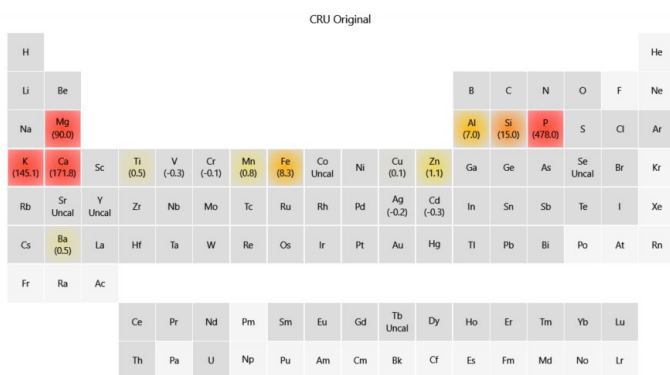 CRU Original
H He
Li Be B C N O F Ne
Na Mg Al Si P S Cl Ar
(90.0) (7.0) (15.0) (478.0)
K Ca Sc Ti V Cr Mn Fe Co Ni Cu Zn Ga Ge As Se Br Kr
(145.1) (171.8) (0.5) (-0.3) (-0.1) (0.8) (8.3) Uncal (0.1) (1.1) Uncal
Rb Sr Y Zr Nb Mo Tc Ru Rh Pd Ag Cd In Sn Sb Te I Xe
Uncal Uncal (-0.2) (-0.3)
Cs Ba La Hf Ta W Re Os Ir Pt Au Hg Tl Pb Bi Po At Rn
(0.5)
Fr Ra Ac
Ce Pr Nd Pm Sm Eu Gd Tb Dy Ho Er Tm Yb Lu
Uncal
Th Pa U Np Pu Am Cm Bk Cf Es Fm Md No Lr